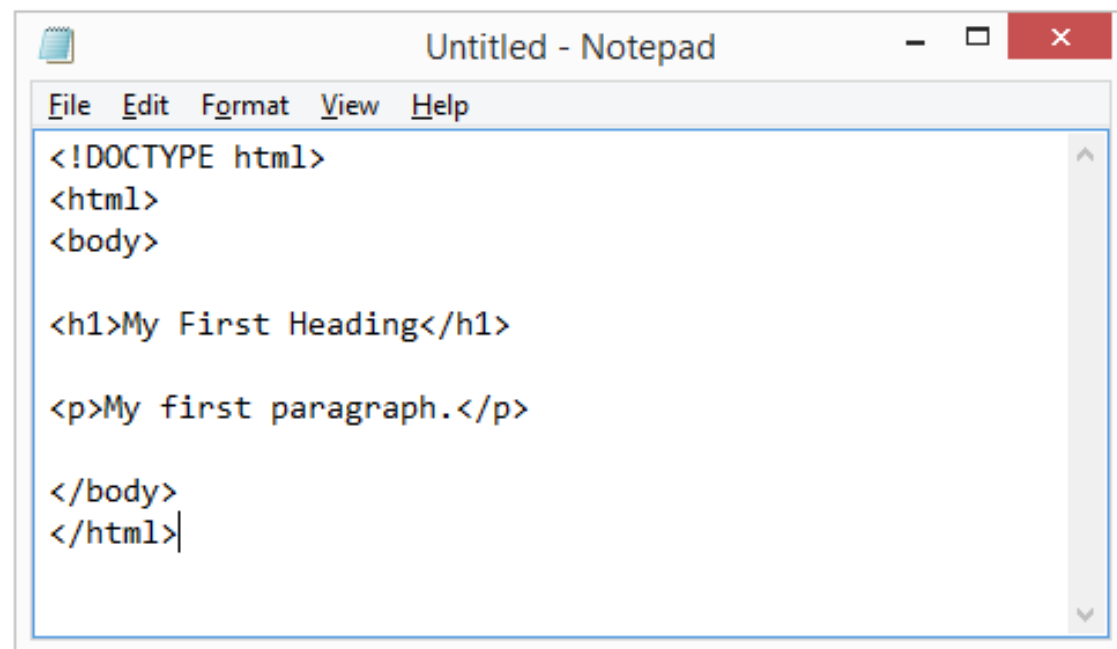 Untitled - Notepad
File Edit Format View Help
<!DOCTYPE html>
<html>
<body>
<h1>My First Heading</h1>
<p>My first paragraph.</p>
</body>
</html>